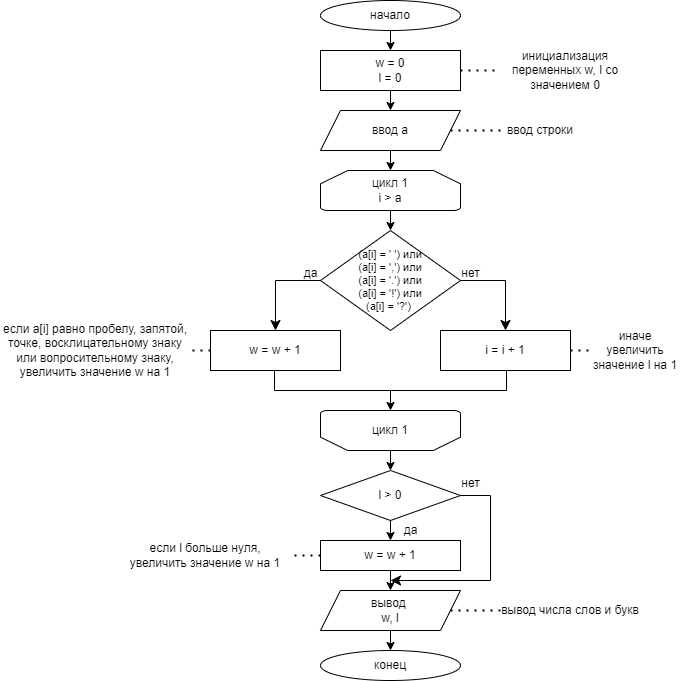 начало
w = 0
l = 0
инициализация
переменных w, l со
значением 0
ввод a
ввод строки
цикл 1
i > a
(a[i] = ' ') или
(a[i] = ',') или
(a[i] = '.') или
(a[i] = '!') или
(a[i] = '?')
да
нет
если a[i] равно пробелу, запятой,
точке, восклицательному знаку
или вопросительному знаку,
увеличить значение w на 1
w = w + 1
i = i + 1
иначе
увеличить
значение l на 1
цикл 1
l > 0
нет
да
если l больше нуля,
увеличить значение w на 1
w = w + 1
вывод
w, l
вывод числа слов и букв
конец